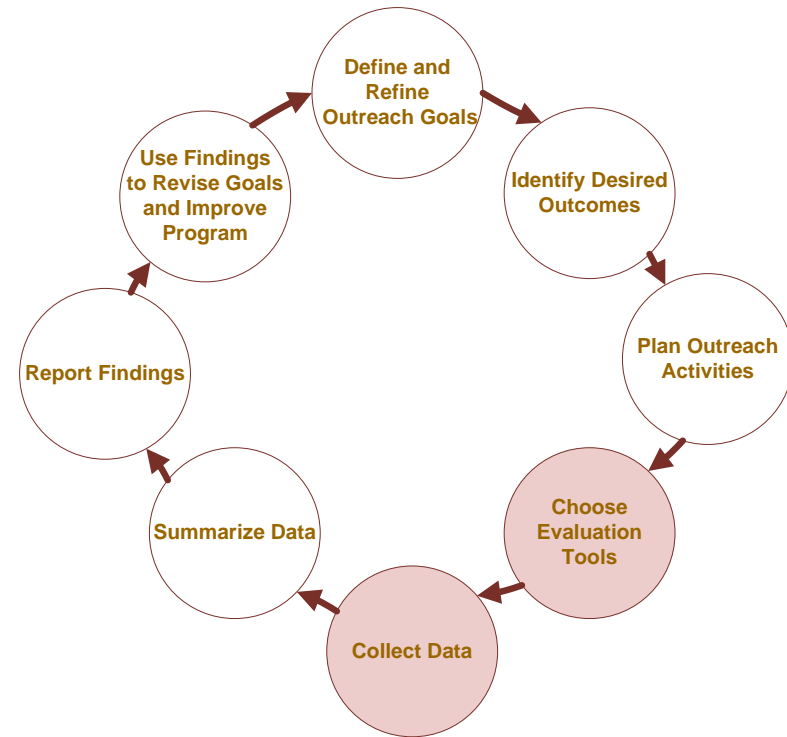 Define and
Refine
Outreach Goals
Identify Desired
Outcomes
Plan Outreach
Activities
Choose
Evaluation
Tools
Collect Data
Summarize Data
Report Findings
Use Findings
to Revise Goals
and Improve
Program